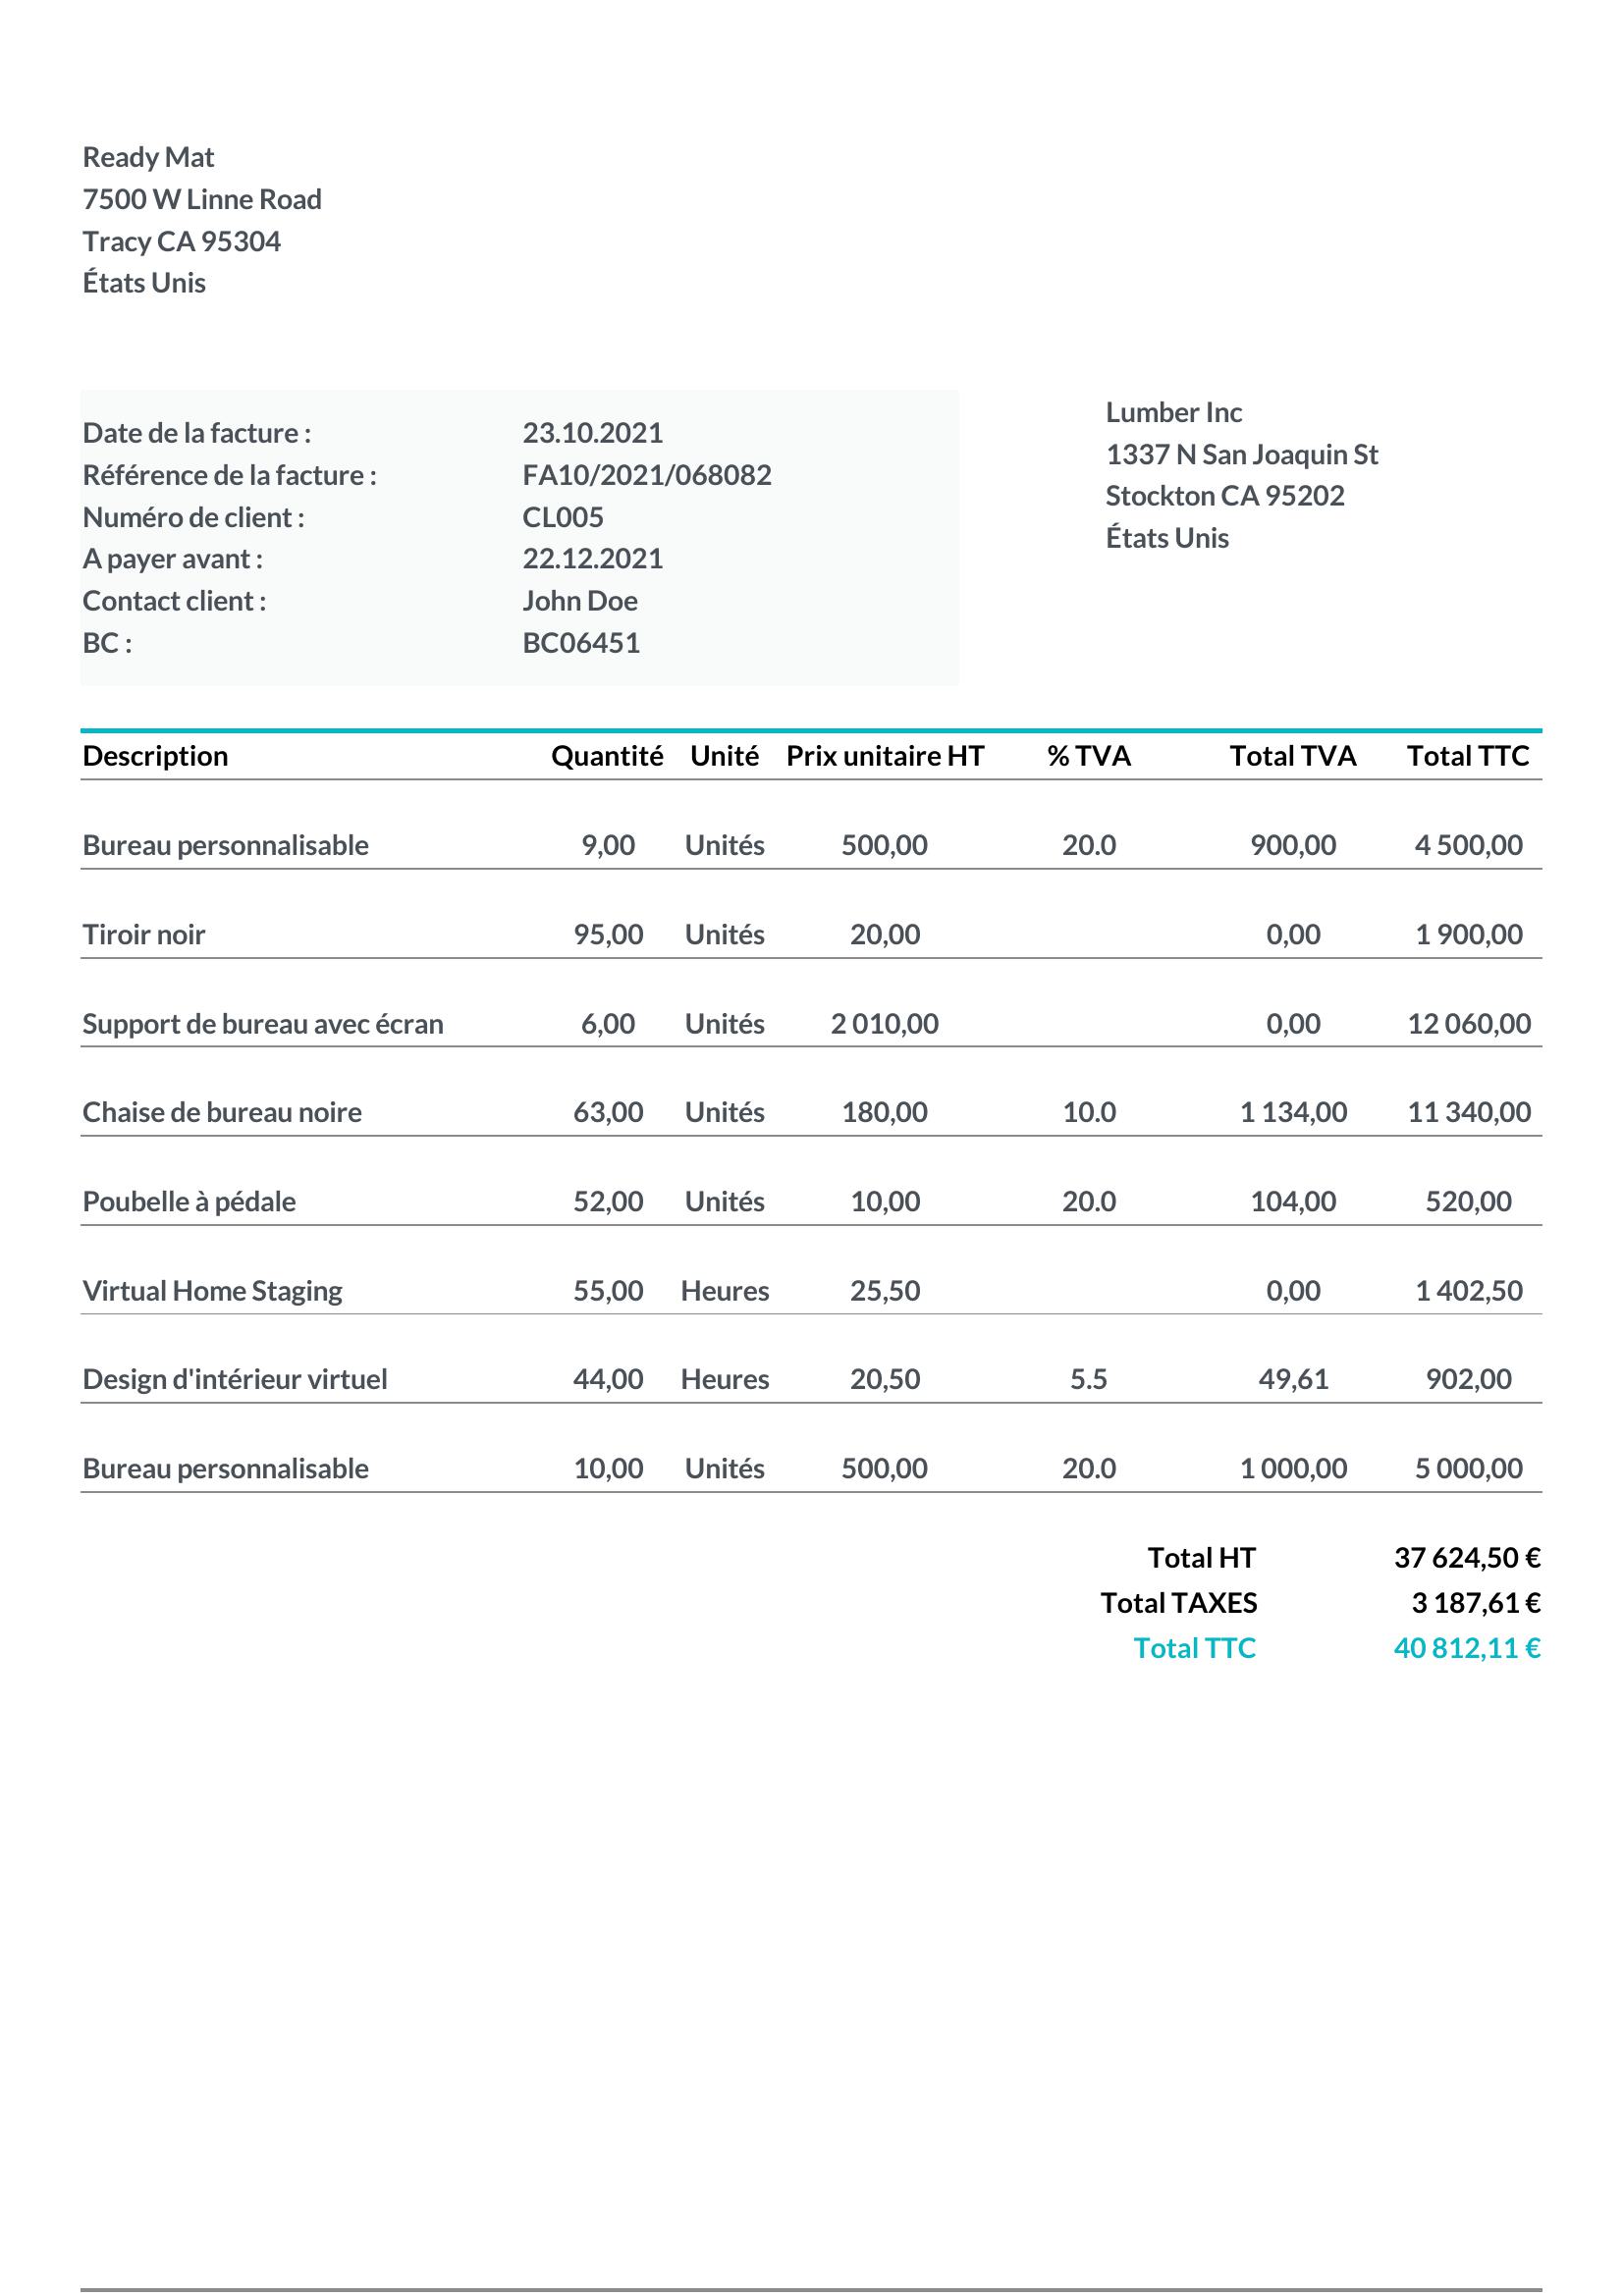 Ready Mat
7500 W Linne Road
Tracy CA 95304
États Unis
Date de la facture : 23.10.2021
Référence de la facture : FA10/2021/068082
Numéro de client : CL005
A payer avant : 22.12.2021
Contact client : John Doe
BC : BC06451
Lumber Inc
1337 N San Joaquin St
Stockton CA 95202
États Unis
Description Quantité Unité Prix unitaire HT % TVA Total TVA Total TTC
Bureau personnalisable 9,00 Unités 500,00 20.0 900,00 4 500,00
Tiroir noir 95,00 Unités 20,00 0,00 1 900,00
Support de bureau avec écran 6,00 Unités 2 010,00 0,00 12 060,00
Chaise de bureau noire 63,00 Unités 180,00 10.0 1 134,00 11 340,00
Poubelle à pédale 52,00 Unités 10,00 20.0 104,00 520,00
Virtual Home Staging 55,00 Heures 25,50 0,00 1 402,50
Design d'intérieur virtuel 44,00 Heures 20,50 5.5 49,61 902,00
Bureau personnalisable 10,00 Unités 500,00 20.0 1 000,00 5 000,00
Total HT 37 624,50 €
Total TAXES 3 187,61 €
Total TTC 40 812,11 €